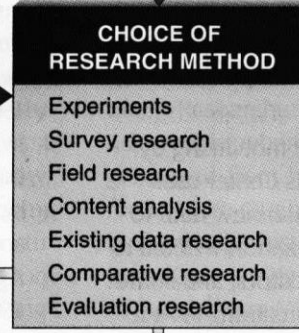 CHOICE OF
RESEARCH METHOD
Experiments
Survey research
Field research
Content analysis
Existing data research
Comparative research
Evaluation research